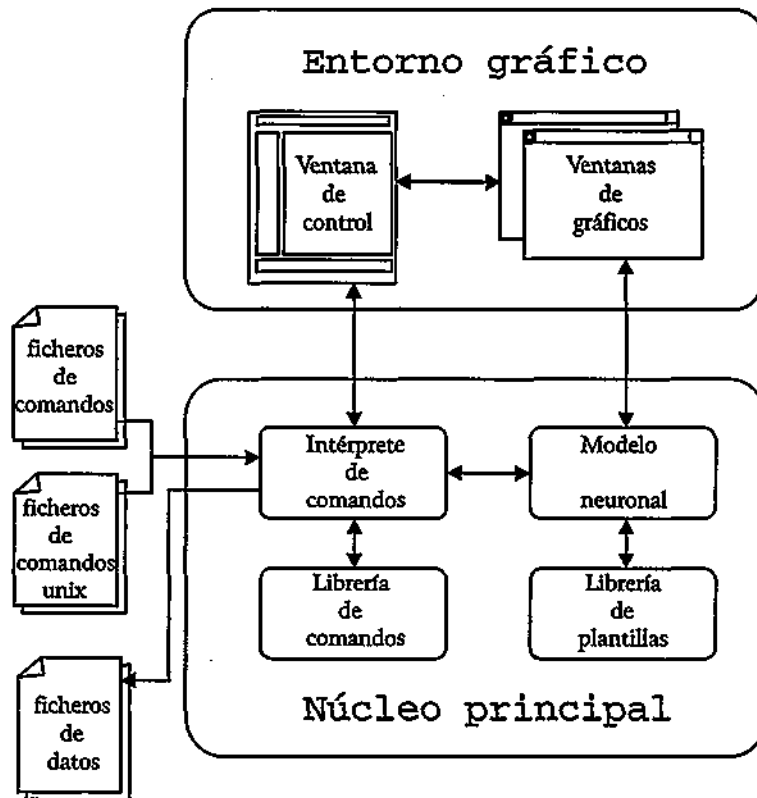 Entorno gráfico
Ventana
de
control
Ventanas
de
gráficos
ficheros
de
comandos
ficheros
de
comandos
unix
ficheros
de
datos
Intérprete
de
comandos
Modelo
neuronal
Librería
de
comandos
Librería
de
plantillas
Núcleo principal